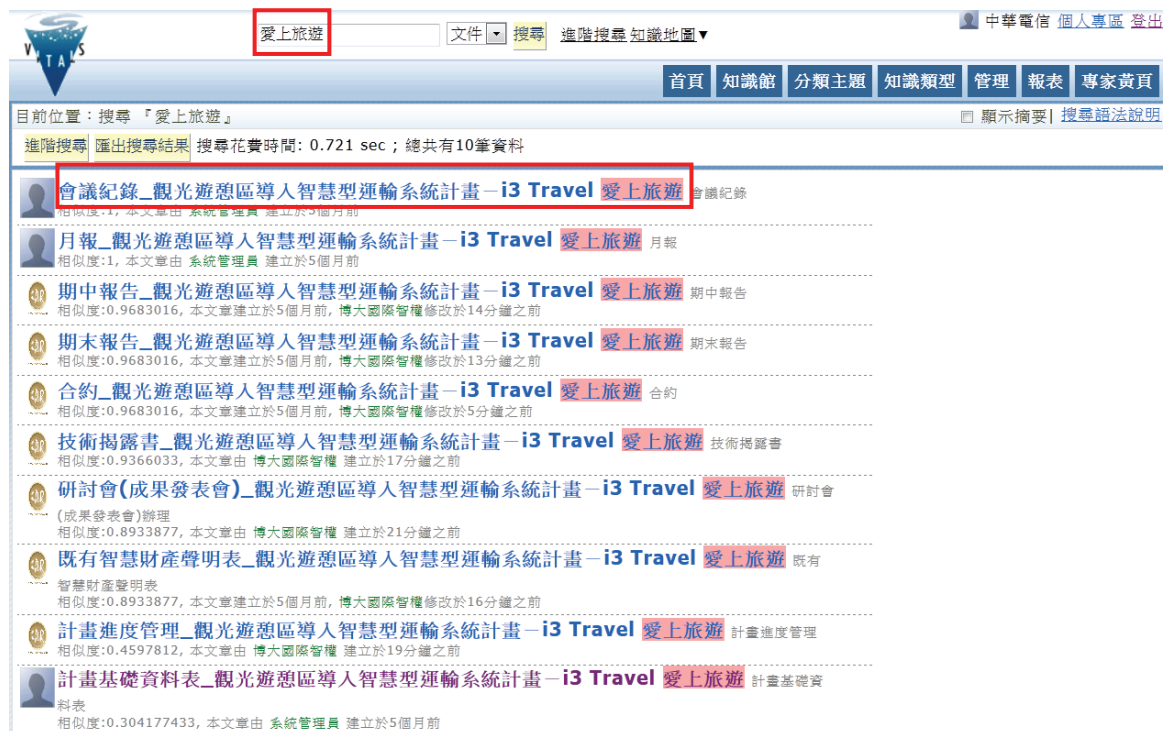 VITALS
愛上旅遊 文件 搜尋 進階搜尋 知識地圖▼ 中華電信 個人專區 登出
首頁 知識館 分類主題 知識類型 管理 報表 專家黃頁
目前位置：搜尋 『愛上旅遊』 顯示摘要| 搜尋語法說明
進階搜尋 匯出搜尋結果 搜尋花費時間: 0.721 sec ; 總共有10筆資料
會議紀錄_觀光遊憩區導入智慧型運輸系統計畫－i3 Travel 愛上旅遊 會議紀錄
相似度:1, 本文章由 系統管理員 建立於5個月前
月報_觀光遊憩區導入智慧型運輸系統計畫－i3 Travel 愛上旅遊 月報
相似度:1, 本文章由 系統管理員 建立於5個月前
期中報告_觀光遊憩區導入智慧型運輸系統計畫－i3 Travel 愛上旅遊 期中報告
相似度:0.9683016, 本文章建立於5個月前, 博大國際智權修改於14分鐘之前
期末報告_觀光遊憩區導入智慧型運輸系統計畫－i3 Travel 愛上旅遊 期末報告
相似度:0.9683016, 本文章建立於5個月前, 博大國際智權修改於13分鐘之前
合約_觀光遊憩區導入智慧型運輸系統計畫－i3 Travel 愛上旅遊 合約
相似度:0.9683016, 本文章建立於5個月前, 博大國際智權修改於5分鐘之前
技術揭露書_觀光遊憩區導入智慧型運輸系統計畫－i3 Travel 愛上旅遊 技術揭露書
相似度:0.9366033, 本文章由 博大國際智權 建立於17分鐘之前
研討會(成果發表會)_觀光遊憩區導入智慧型運輸系統計畫－i3 Travel 愛上旅遊 研討會
(成果發表會)辦理
相似度:0.8933877, 本文章由 博大國際智權 建立於21分鐘之前
既有智慧財產聲明表_觀光遊憩區導入智慧型運輸系統計畫－i3 Travel 愛上旅遊 既有
智慧財產聲明表
相似度:0.8933877, 本文章建立於5個月前, 博大國際智權修改於16分鐘之前
計畫進度管理_觀光遊憩區導入智慧型運輸系統計畫－i3 Travel 愛上旅遊 計畫進度管理
相似度:0.4597812, 本文章由 博大國際智權 建立於19分鐘之前
計畫基礎資料表_觀光遊憩區導入智慧型運輸系統計畫－i3 Travel 愛上旅遊 計畫基礎資
料表
相似度:0.304177433, 本文章由 系統管理員 建立於5個月前